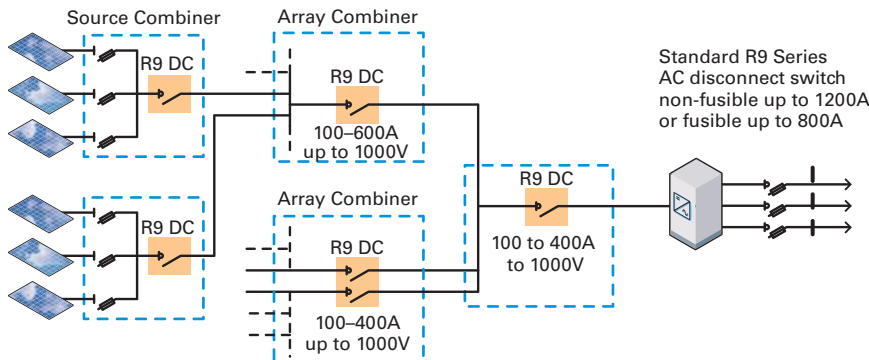 Source Combiner
R9 DC
R9 DC
Array Combiner
R9 DC
100–600A
up to 1000V
Array Combiner
R9 DC
100–400A
up to 1000V
R9 DC
100 to 400A
to 1000V
Standard R9 Series
AC disconnect switch
non-fusible up to 1200A
or fusible up to 800A